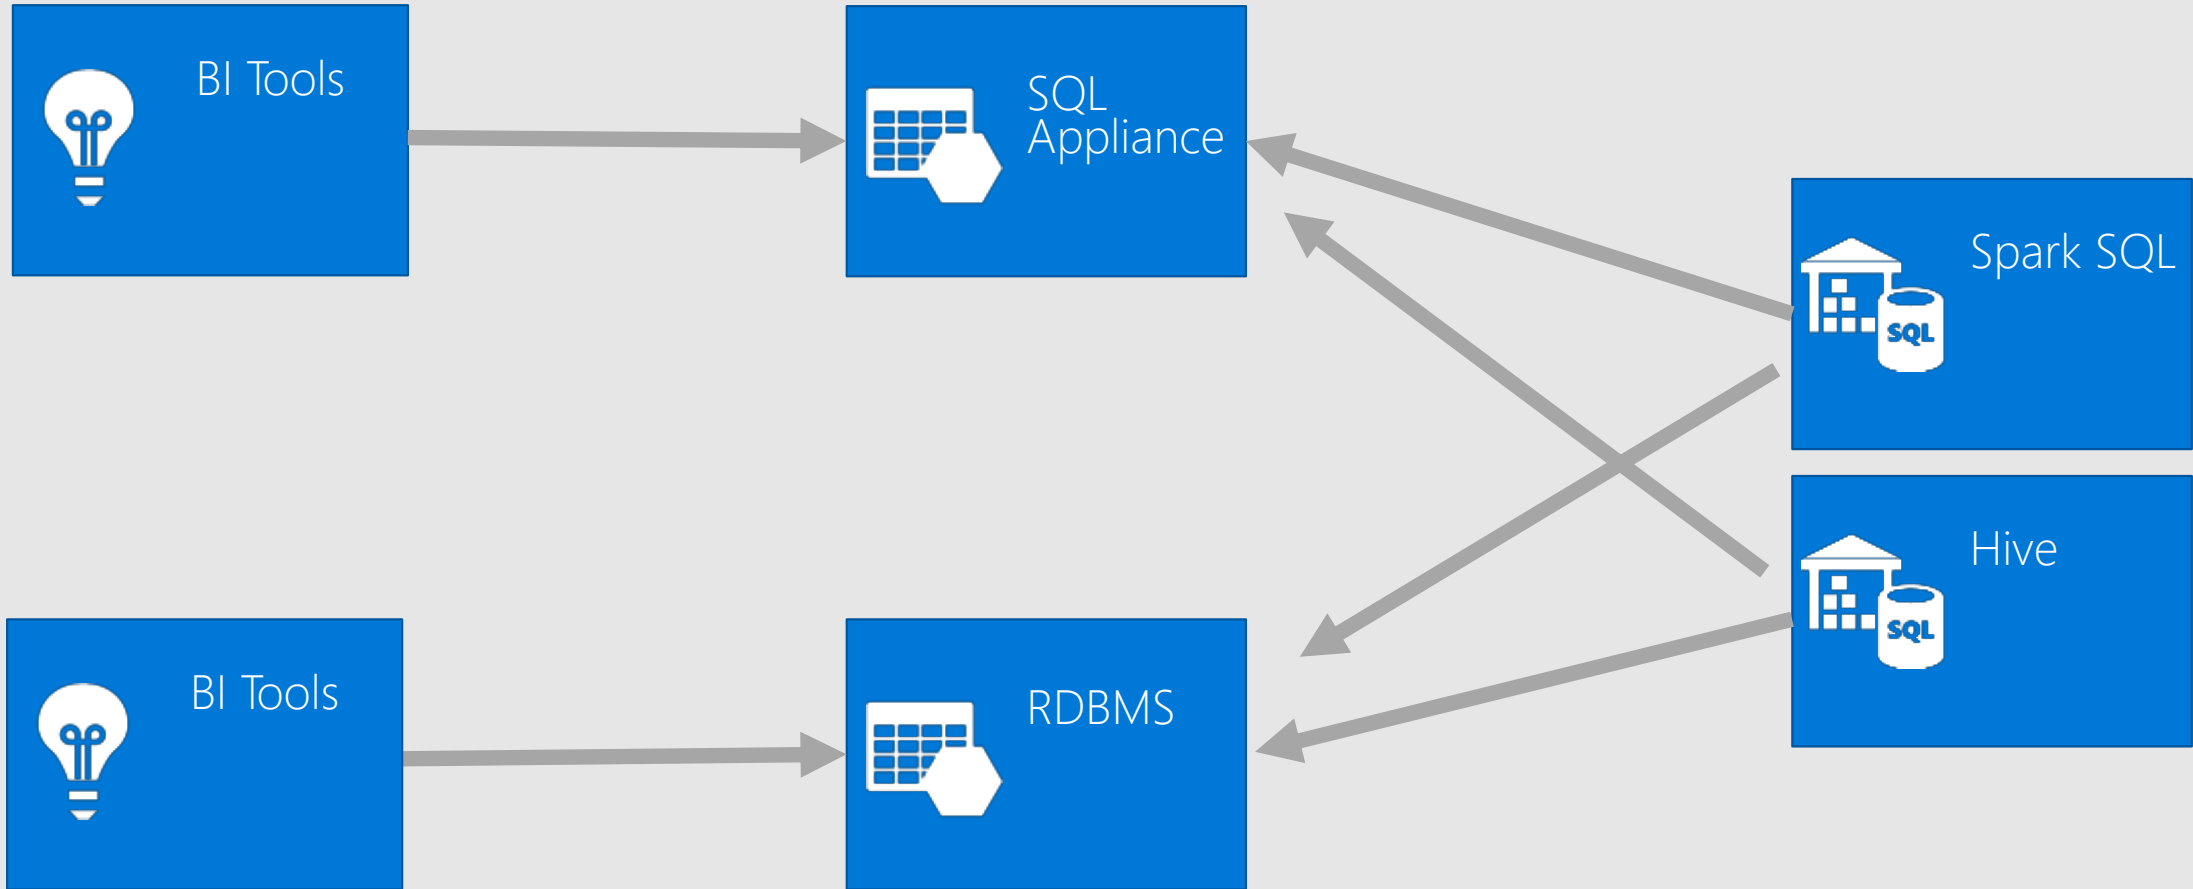 BI Tools
SQL
Appliance
Spark SQL
SQL
Hive
SQL
BI Tools
RDBMS